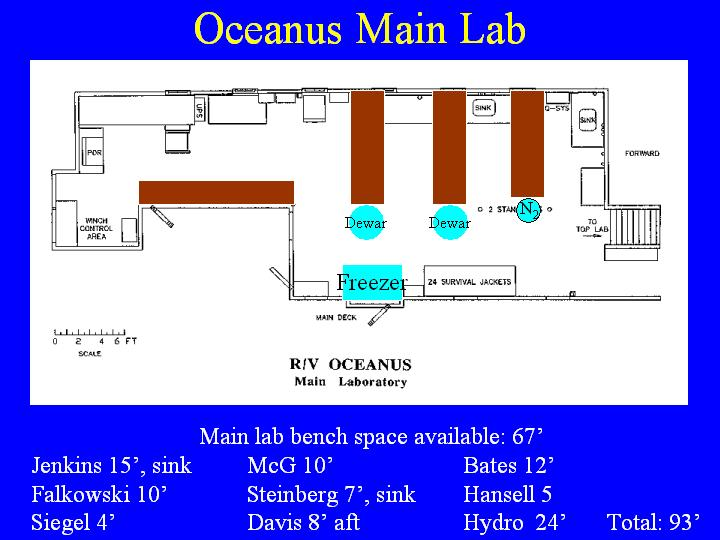 Oceanus Main Lab
UPS
SINK
Q-SYS
SINK
PDR
FORWARD
N2
2 STAN S
Dewar
Dewar
WINCH
CONTROL
AREA
TO
TOP LAB
Freezer
24 SURVIVAL JACKETS
MAIN DECK
0 2 4 6 FT
SCALE
R/V OCEANUS
Main Laboratory
Main lab bench space available: 67’
Jenkins 15’, sink McG 10’ Bates 12’
Falkowski 10’ Steinberg 7’, sink Hansell 5
Siegel 4’ Davis 8’ aft Hydro 24’ Total: 93’